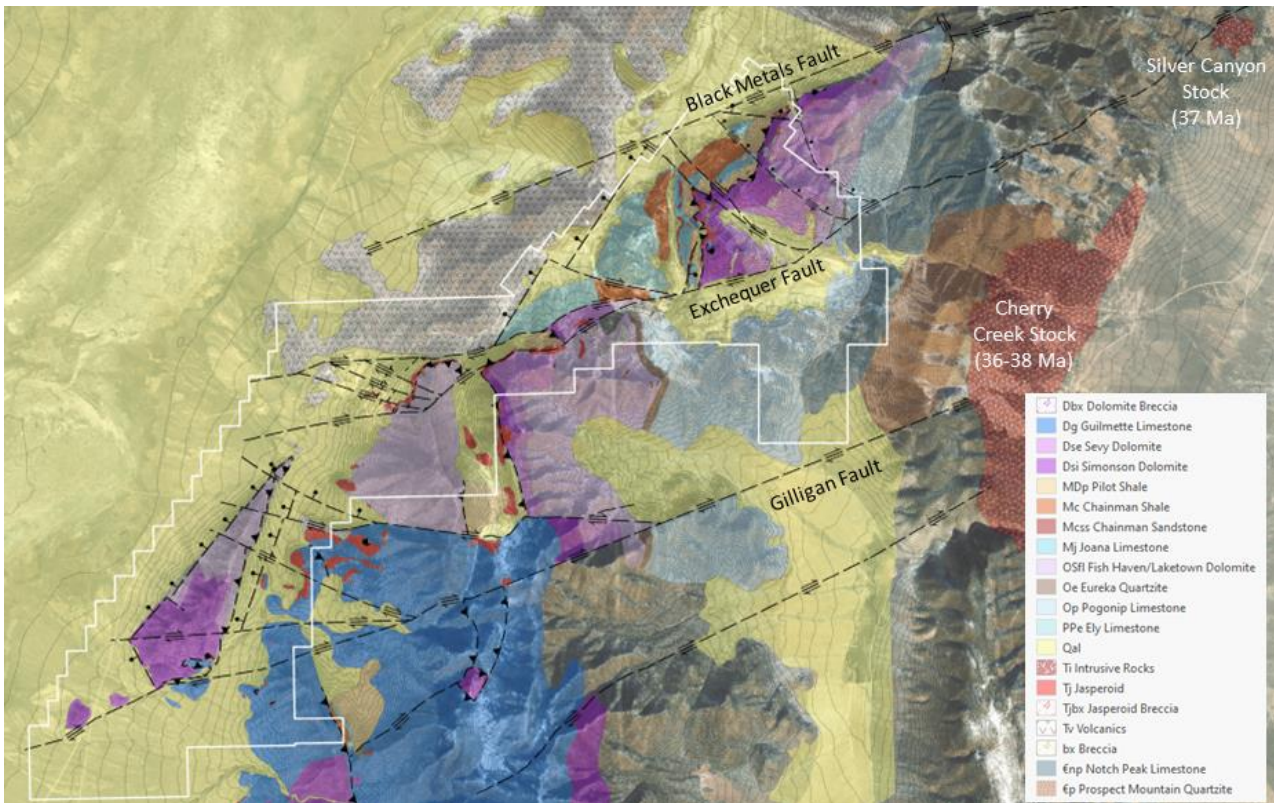 Black Metals Fault
Silver Canyon
Stock
(37 Ma)
Exchequer Fault
Cherry
Creek Stock
(36-38 Ma)
Gilligan Fault
Dbx Dolomite Breccia
Dg Guilmette Limestone
Dse Sevy Dolomite
Dsi Simonson Dolomite
MDp Pilot Shale
Mc Chainman Shale
Mcss Chainman Sandstone
Mj Joana Limestone
OSfl Fish Haven/Laketown Dolomite
Oe Eureka Quartzite
Op Pogonip Limestone
PPe Ely Limestone
Qal
Ti Intrusive Rocks
Tj Jasperoid
Tjbx Jasperoid Breccia
Tv Volcanics
bx Breccia
€np Notch Peak Limestone
€p Prospect Mountain Quartzite